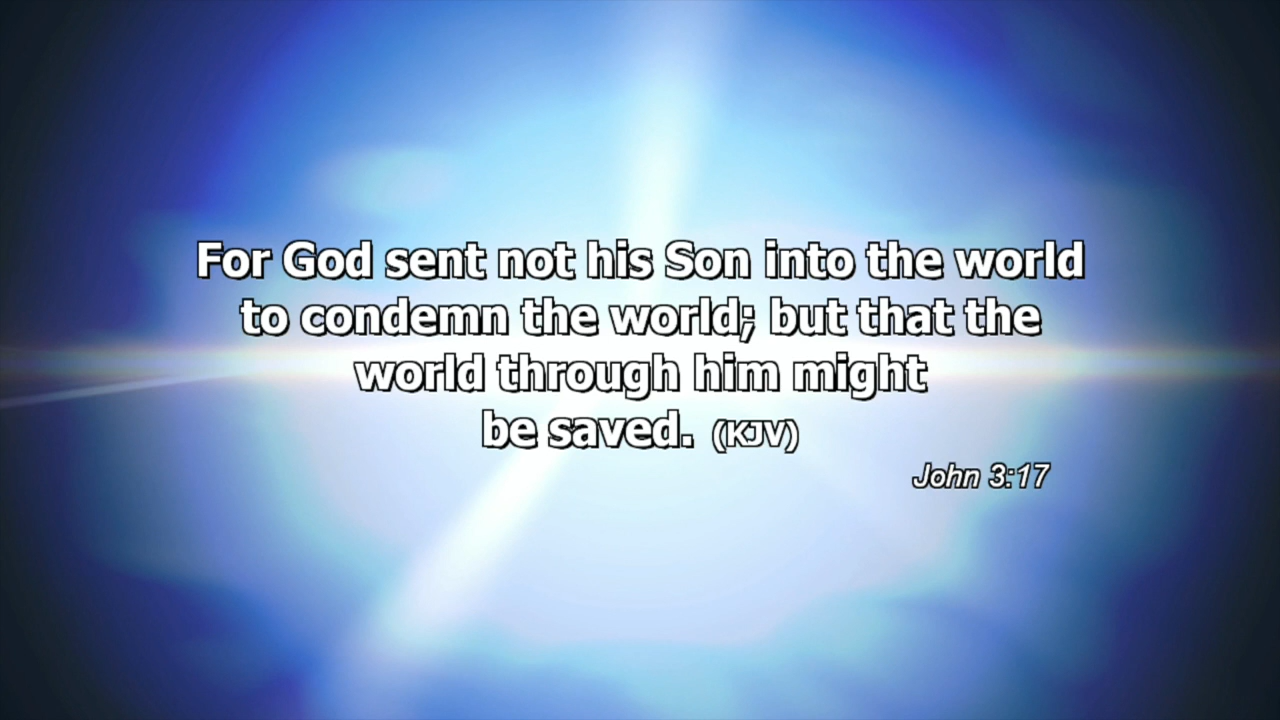 For God sent not his Son into the world
to condemn the world; but that the
world through him might
be saved. (KJV)
John 3:17